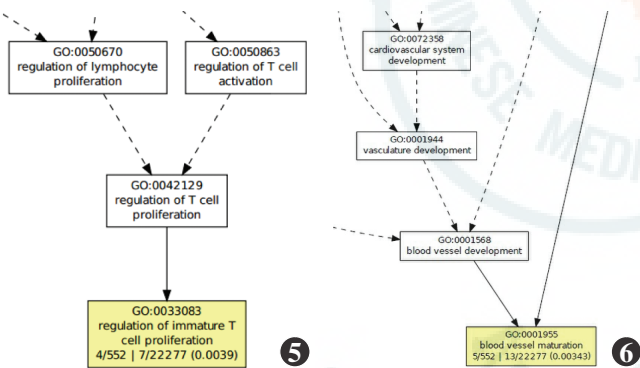 GO:0050670
regulation of lymphocyte
proliferation
GO:0050863
regulation of T cell
activation
GO:0042129
regulation of T cell
proliferation
GO:0033083
regulation of immature T
cell proliferation
4/552 | 7/22277 (0.0039)
5
GO:0072358
cardiovascular system
development
GO:0001944
vasculature development
GO:0001568
blood vessel development
GO:0001955
blood vessel maturation
5/552 | 13/22277 (0.00343)
6
NESE MEDI